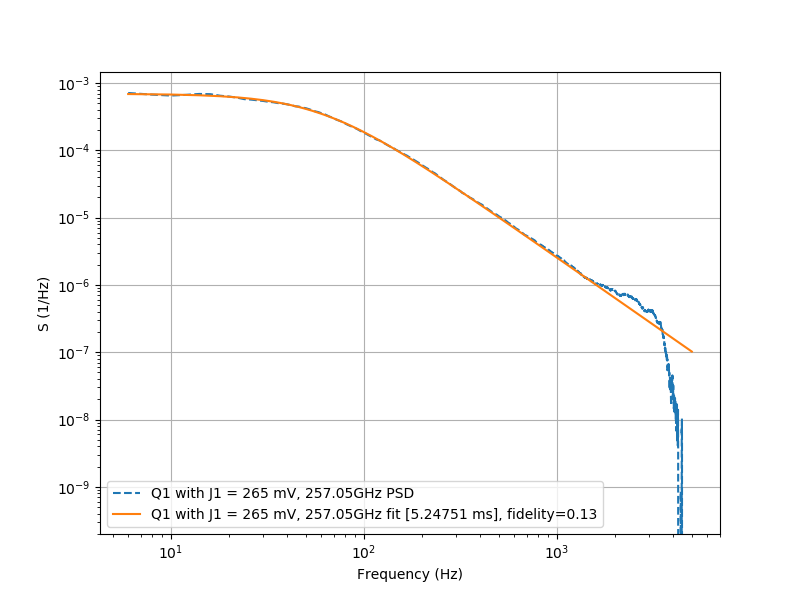 10⁻³
10⁻⁴
10⁻⁵
10⁻⁶
10⁻⁷
10⁻⁸
10⁻⁹
S (1/Hz)
Q1 with J1 = 265 mV, 257.05GHz PSD
Q1 with J1 = 265 mV, 257.05GHz fit [5.24751 ms], fidelity=0.13
10¹ 10² 10³
Frequency (Hz)